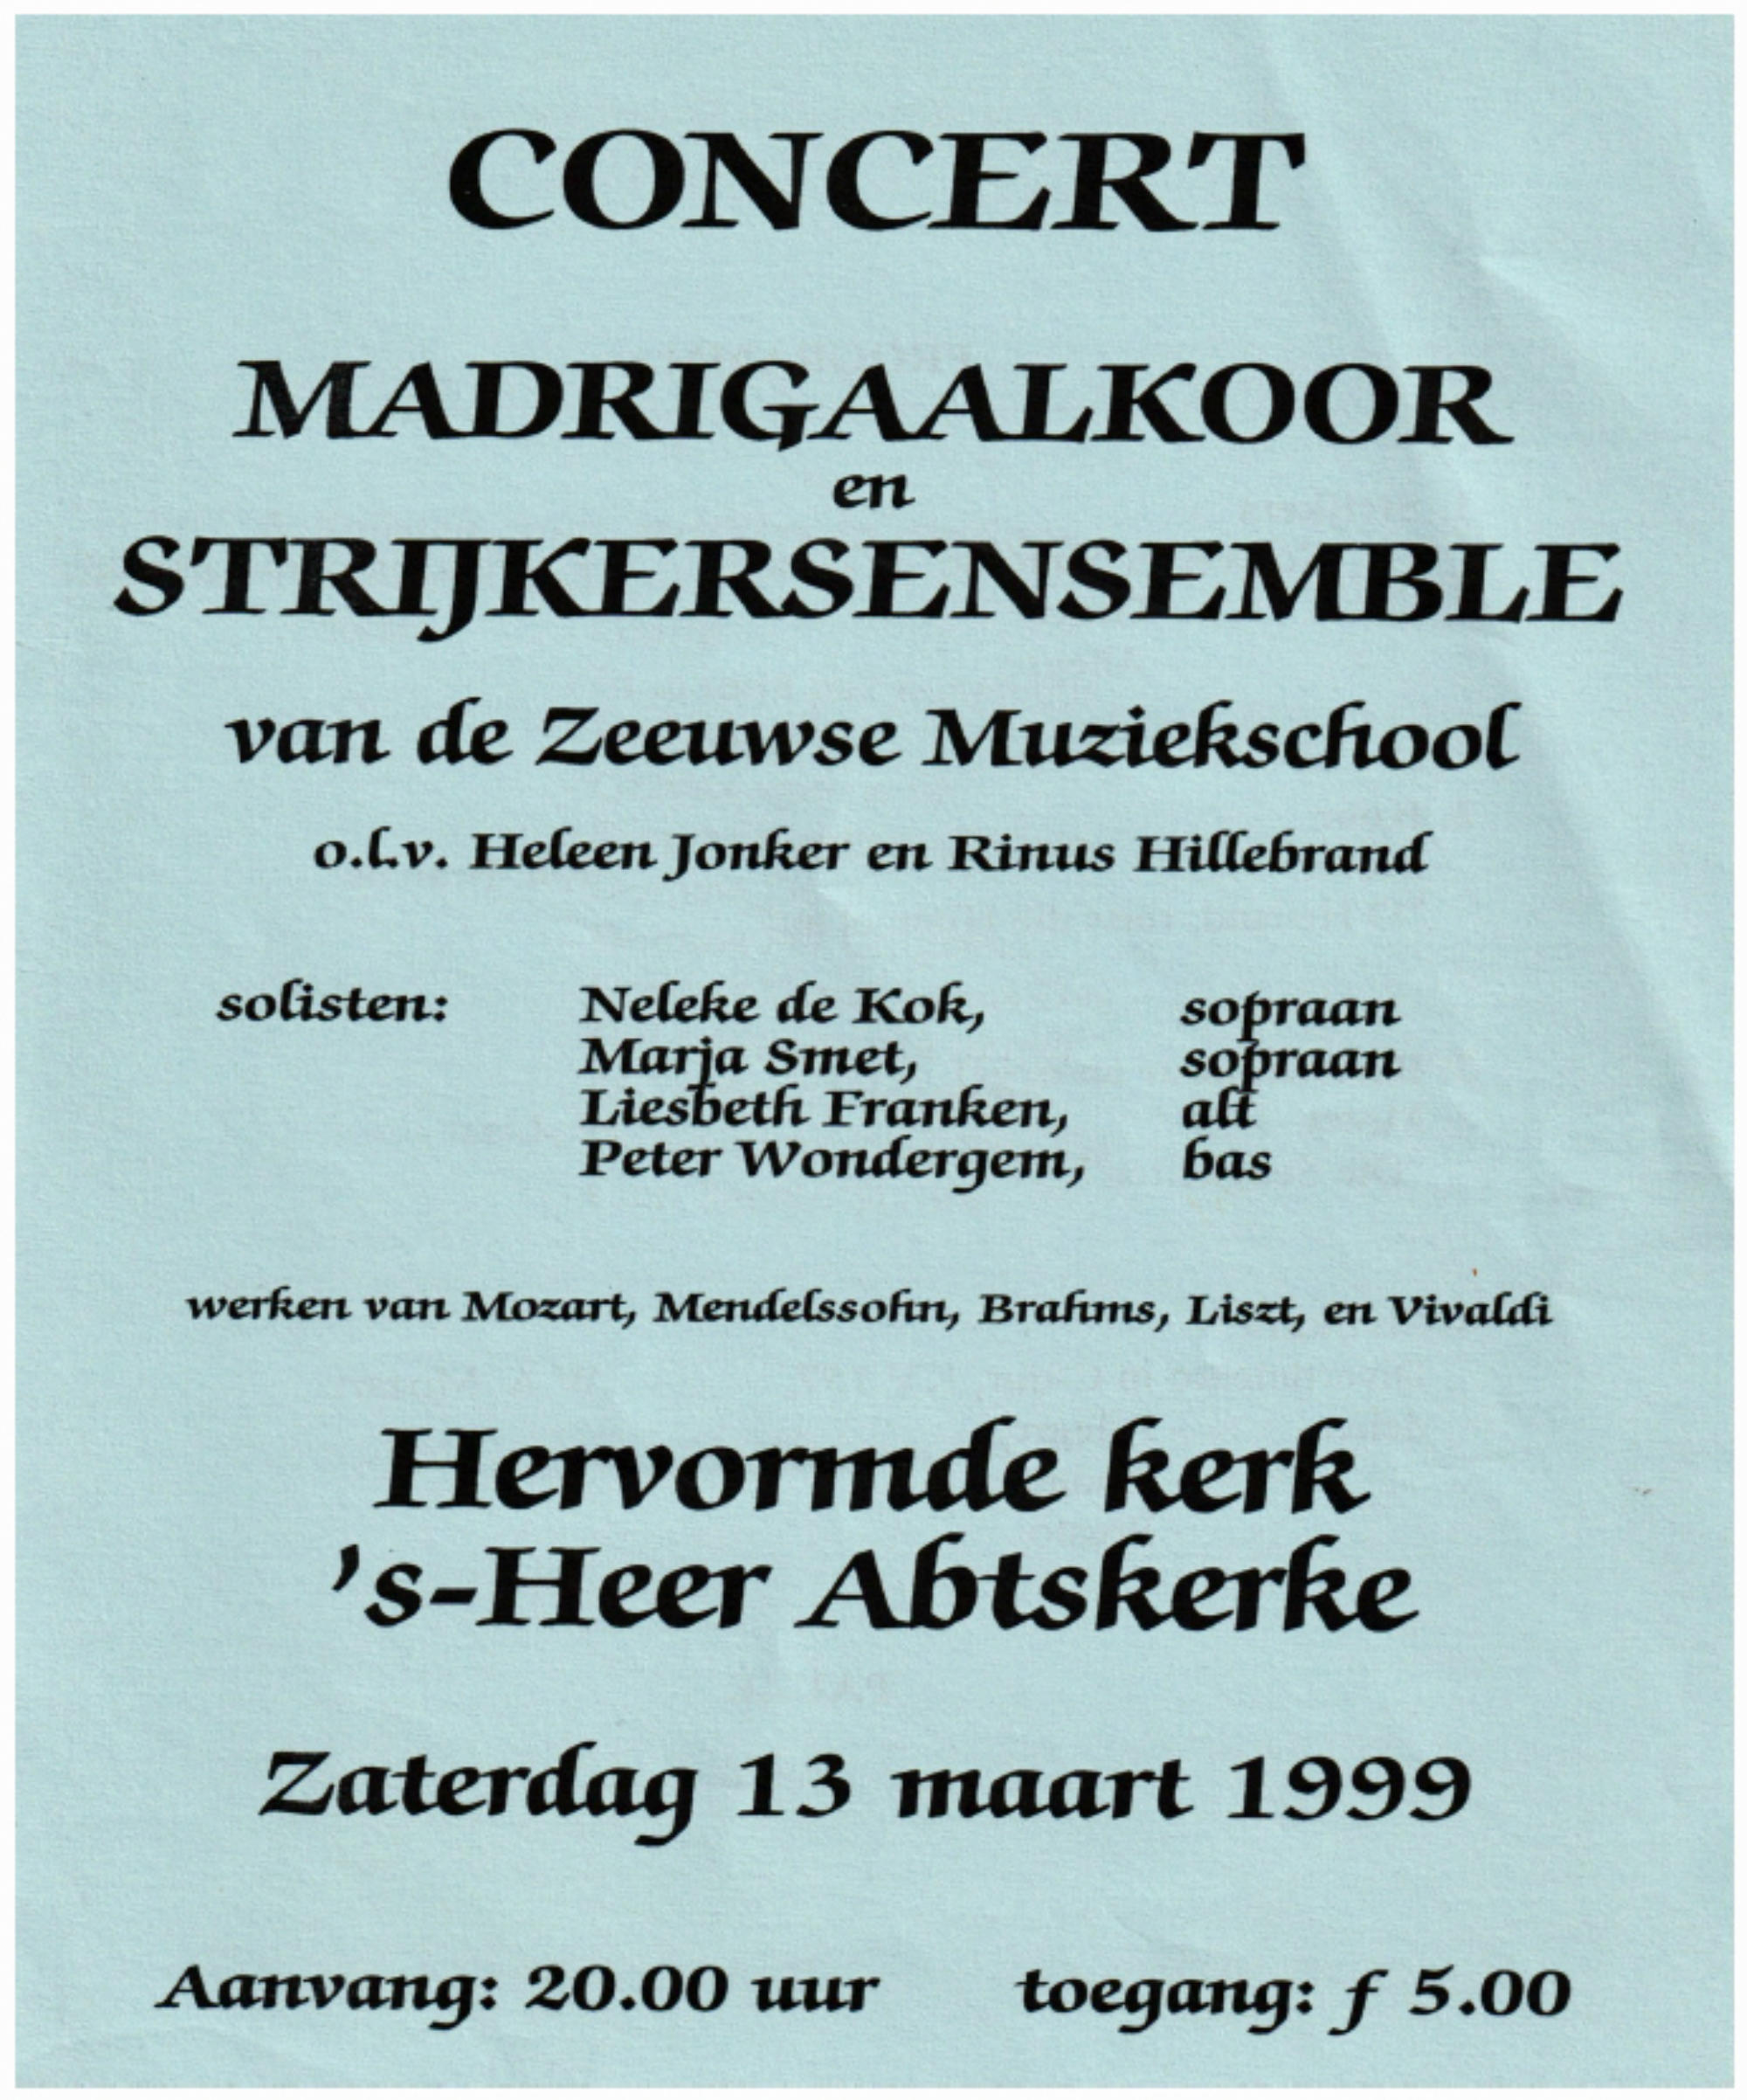 CONCERT
MADRIGAALKOOR
en
STRIJKERSENSEMBLE
van de Zeeuwse Muziekschool
o.l.v. Heleen Jonker en Rinus Hillebrand
solisten: Neleke de Kok, sopraan
Marja Smet, sopraan
Liesbeth Franken, alt
Peter Wondergem, bas
werken van Mozart, Mendelssohn, Brahms, Liszt, en Vivaldi
Hervormde kerk
's-Heer Abtskerke
Zaterdag 13 maart 1999
Aanvang: 20.00 uur toegang: ƒ 5.00